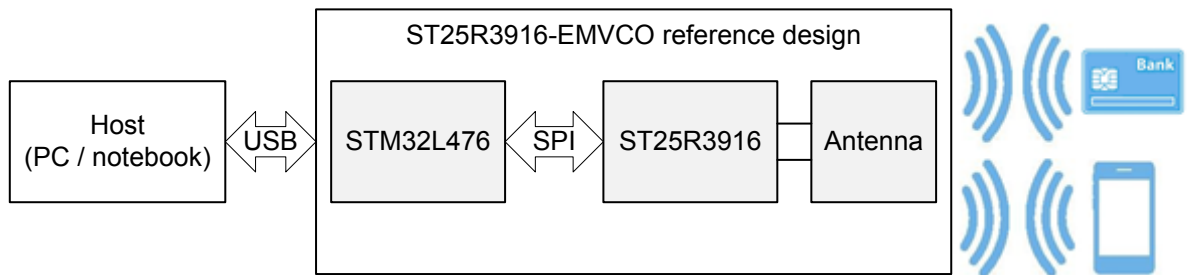 ST25R3916-EMVCO reference design
Host
(PC / notebook)
USB
STM32L476
SPI
ST25R3916
Antenna
Bank